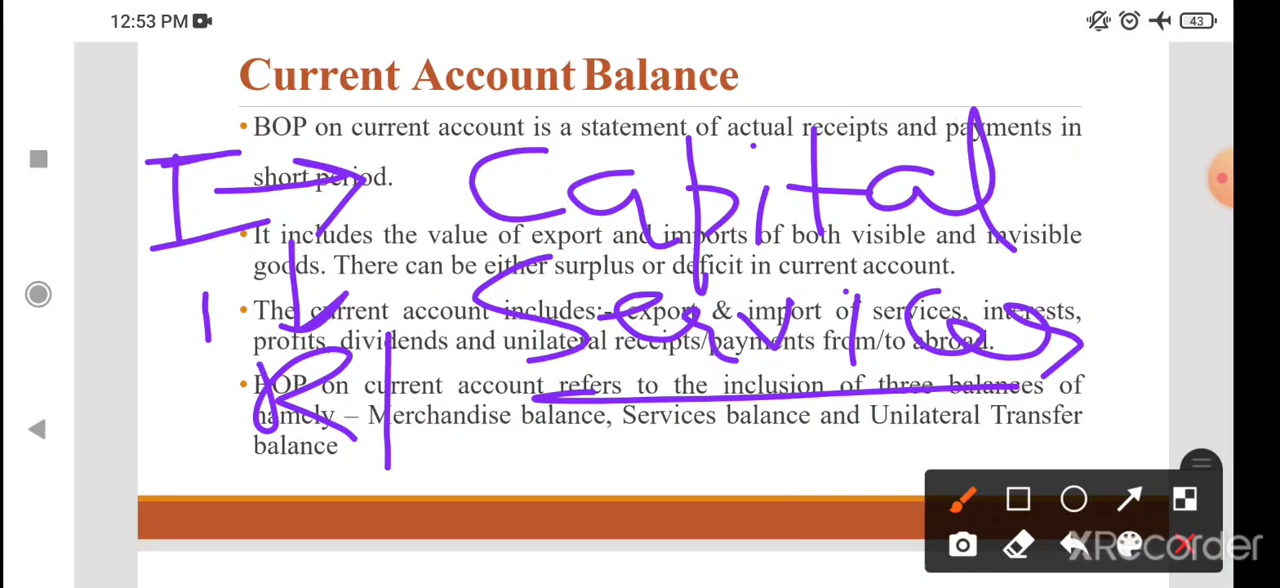 12:53 PM
43
Current Account Balance
• BOP on current account is a statement of actual receipts and payments in
short period.
• It includes the value of export and imports of both visible and invisible
goods. There can be either surplus or deficit in current account.
• The current account includes:- export & import of services, interests,
profits, dividends and unilateral receipts/payments from/to abroad.
• BOP on current account refers to the inclusion of three balances of
namely – Merchandise balance, Services balance and Unilateral Transfer
balance
I → Capital
Services
XRecorder